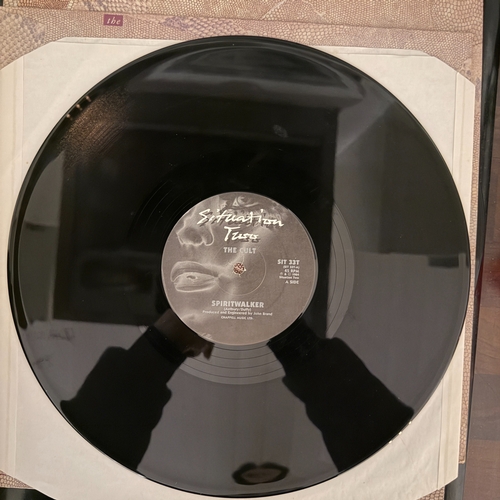 the
Situation
Two
THE CULT
SIT 33T
45 RPM
A SIDE
SPIRITWALKER
(Astbury-Duffy)
Produced and Engineered by John Brand
CHAPPELL MUSIC LTD.